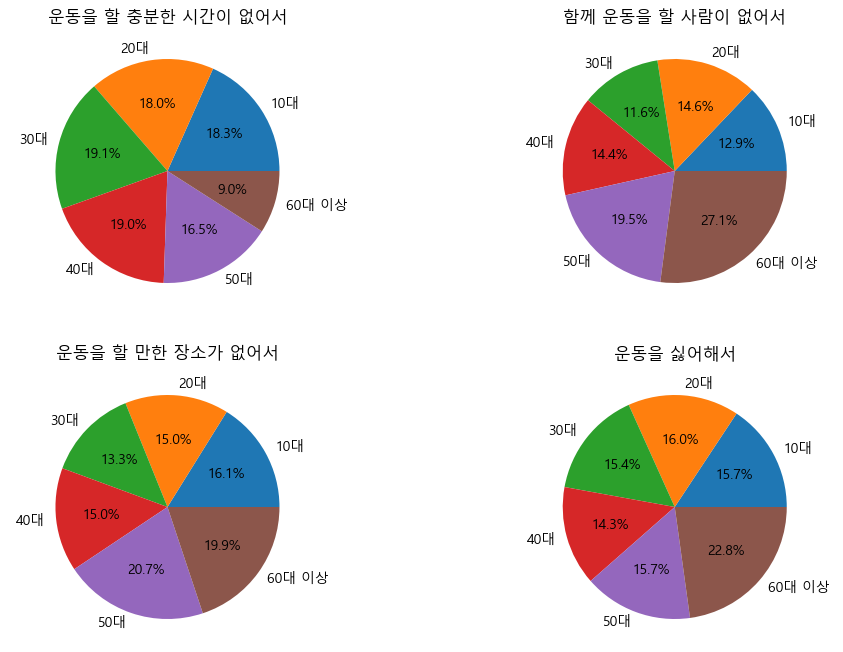 운동을 할 충분한 시간이 없어서
20대
10대
18.0%
18.3%
30대
19.1%
9.0%
60대 이상
19.0%
16.5%
40대
50대
함께 운동을 할 사람이 없어서
20대
30대
10대
14.6%
11.6%
12.9%
40대
14.4%
19.5%
27.1%
50대
60대 이상
운동을 할 만한 장소가 없어서
20대
30대
10대
15.0%
13.3%
16.1%
40대
15.0%
19.9%
20.7%
60대 이상
50대
운동을 싫어해서
20대
30대
10대
16.0%
15.4%
15.7%
40대
14.3%
22.8%
15.7%
60대 이상
50대